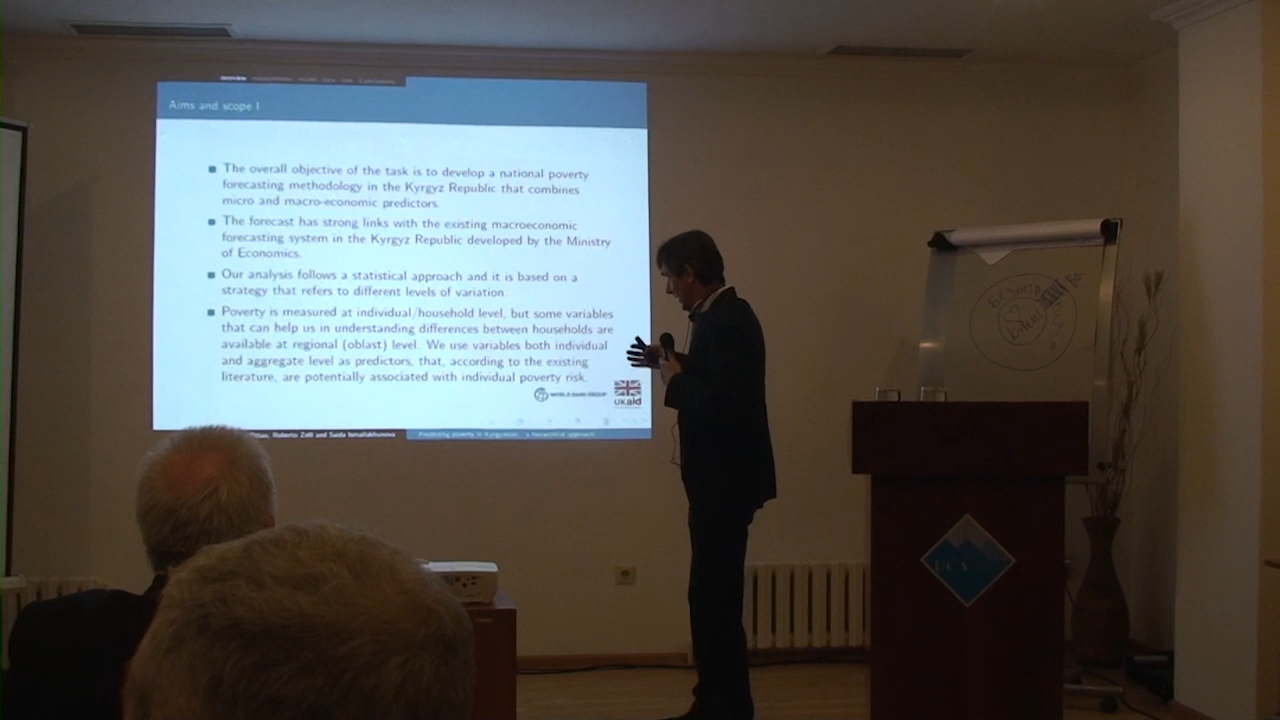 overview
Conclusions
Aims and scope I
The overall objective of the task is to develop a national poverty
forecasting methodology in the Kyrgyz Republic that combines
micro and macro-economic predictors.
The forecast has strong links with the existing macroeconomic
forecasting system in the Kyrgyz Republic developed by the Ministry
of Economics.
Our analysis follows a statistical approach and it is based on a
strategy that refers to different levels of variation.
Poverty is measured at individual/household level, but some variables
that can help us in understanding differences between households are
available at regional (oblast) level. We use variables both individual
and aggregate level as predictors, that, according to the existing
literature, are potentially associated with individual poverty risk.
WORLD BANK GROUP
UKaid
Roberto Zelli and Saida Ismailakhunova
Predicting poverty in Kyrgyzstan: a hierarchical approach
UCA